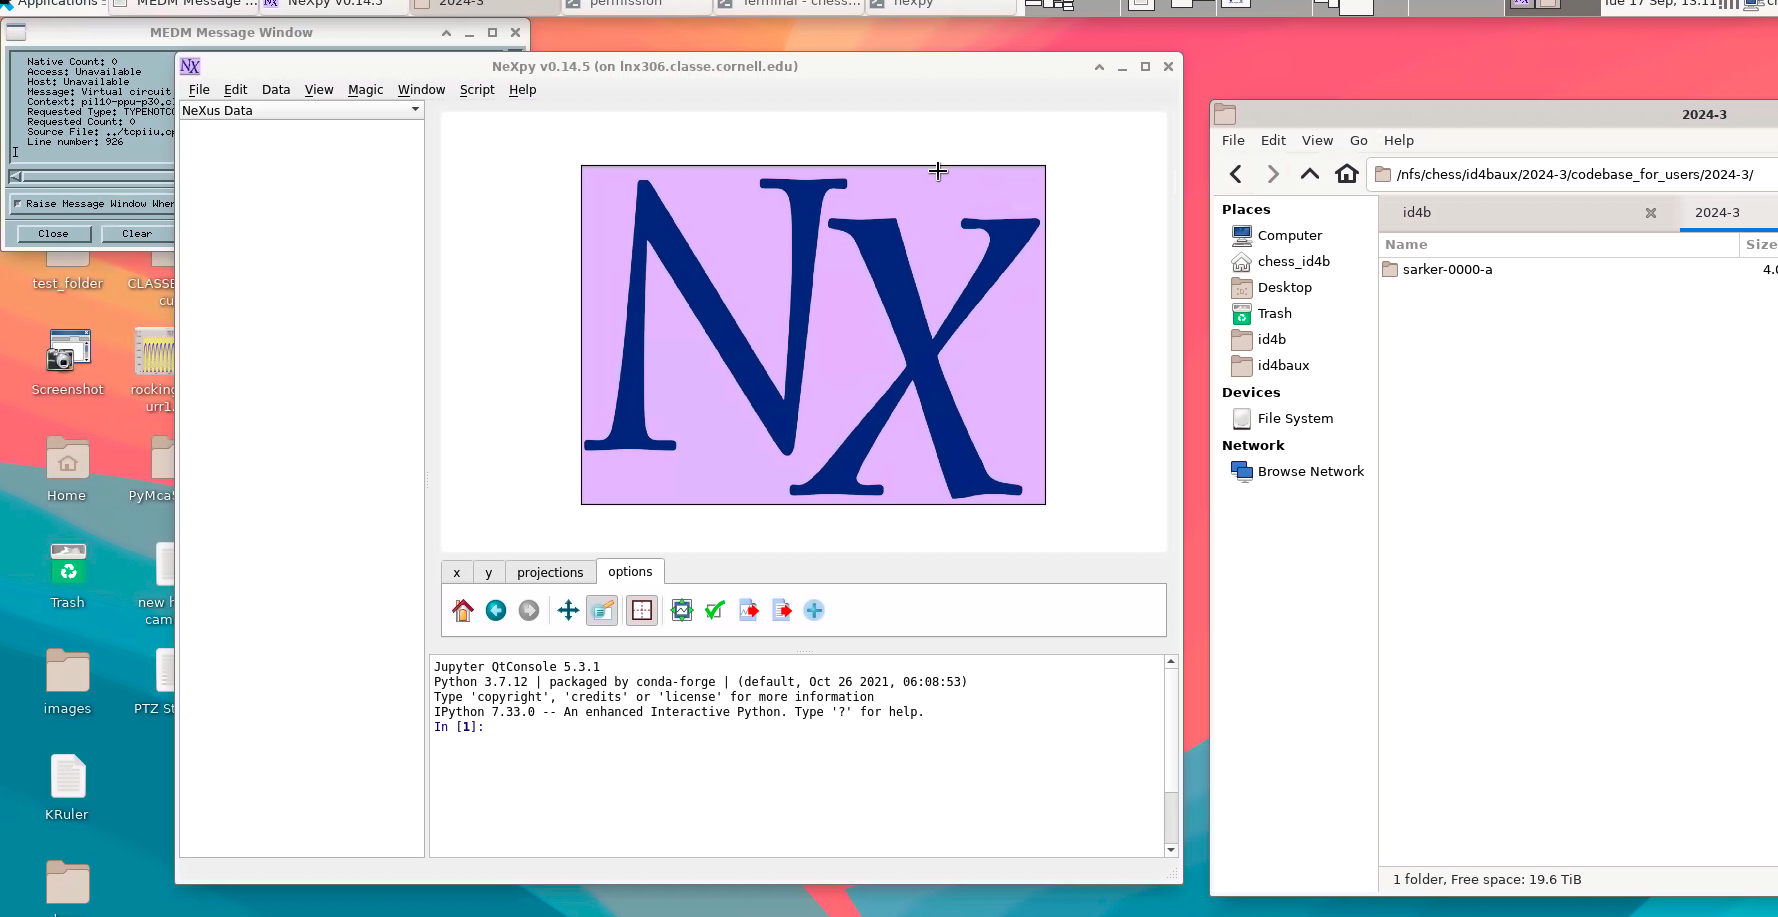 Applications
MEDM Message ...
NeXpy v0.14.5
2024-3
permission
Terminal - chess...
nexpy
Tue 17 Sep, 13:11
MEDM Message Window
Native Count: 0
Access: Unavailable
Host: Unavailable
Message: Virtual circuit
Context: pil10-ppu-p30.c
Requested Type: TYPENOTCO
Requested Count: 0
Source File: ../tcpiiu.cp
Line number: 926
Raise Message Window When
Close
Clear
NX
NeXpy v0.14.5 (on lnx306.classe.cornell.edu)
File Edit Data View Magic Window Script Help
NeXus Data
NX
x
y
projections
options
Jupyter QtConsole 5.3.1
Python 3.7.12 | packaged by conda-forge | (default, Oct 26 2021, 06:08:53)
Type 'copyright', 'credits' or 'license' for more information
IPython 7.33.0 -- An enhanced Interactive Python. Type '?' for help.
In [1]:
2024-3
File Edit View Go Help
/nfs/chess/id4baux/2024-3/codebase_for_users/2024-3/
Places
Computer
chess_id4b
Desktop
Trash
id4b
id4baux
Devices
File System
Network
Browse Network
id4b
2024-3
Name
Size
sarker-0000-a
4.0
1 folder, Free space: 19.6 TiB
test_folder
CLASSE
cu
Screenshot
rocking
urr1.
Home
PyMca
Trash
new h
cam
images
PTZ St
KRuler